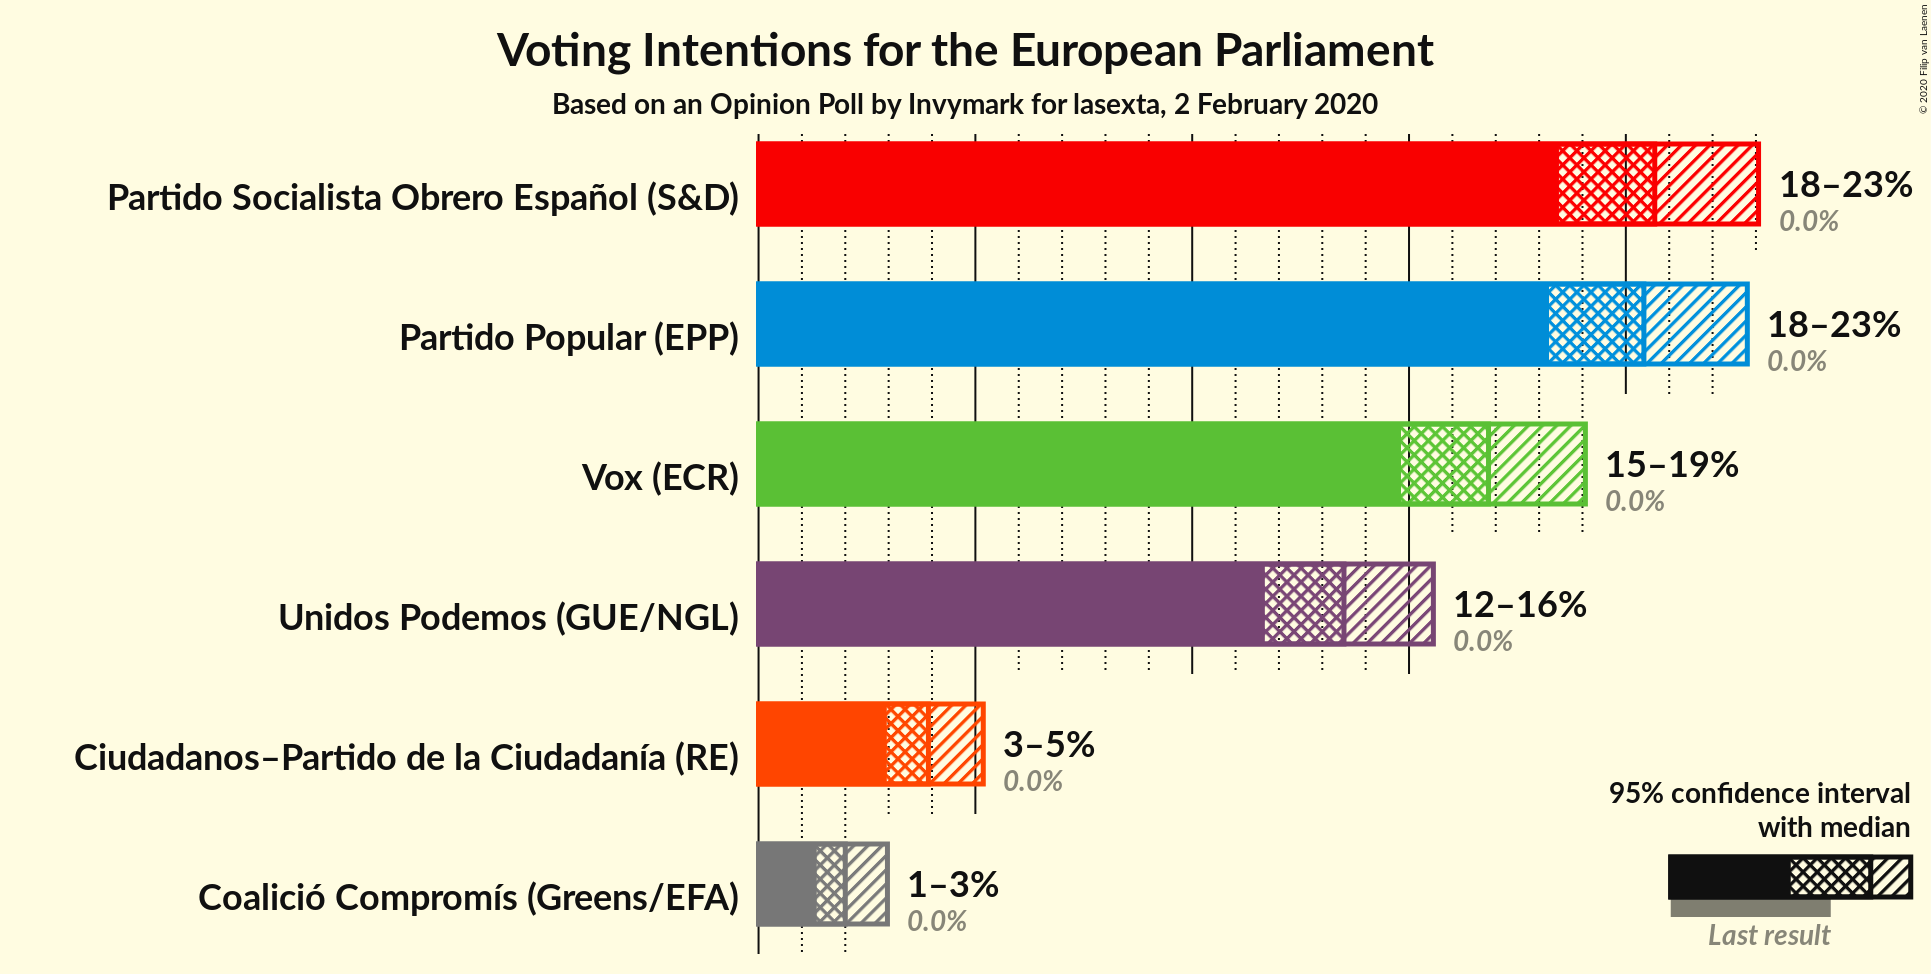 Voting Intentions for the European Parliament
Based on an Opinion Poll by Invymark for lasexta, 2 February 2020
© 2020 Filip van Laenen
Partido Socialista Obrero Español (S&D)
18–23%
0.0%
Partido Popular (EPP)
18–23%
0.0%
Vox (ECR)
15–19%
0.0%
Unidos Podemos (GUE/NGL)
12–16%
0.0%
Ciudadanos–Partido de la Ciudadanía (RE)
3–5%
0.0%
Coalició Compromís (Greens/EFA)
1–3%
0.0%
95% confidence interval
with median
Last result